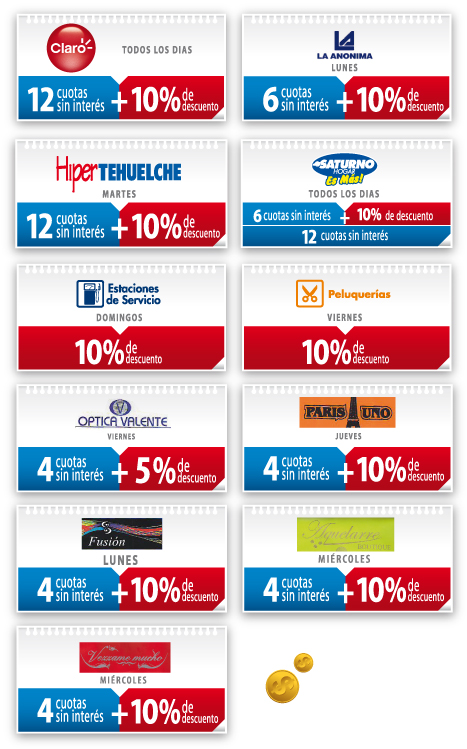 Claro
TODOS LOS DIAS
12 cuotas sin interés + 10% de descuento
LA ANONIMA
LUNES
6 cuotas sin interés + 10% de descuento
HiperTEHUELCHE
MARTES
12 cuotas sin interés + 10% de descuento
SATURNO
HOGAR
Es Más!
TODOS LOS DIAS
6 cuotas sin interés + 10% de descuento
12 cuotas sin interés
Estaciones
de Servicio
DOMINGOS
10% de descuento
Peluquerías
VIERNES
10% de descuento
OPTICA VALENTE
VIERNES
4 cuotas sin interés + 5% de descuento
PARIS UNO
JUEVES
4 cuotas sin interés + 10% de descuento
Fusión
LUNES
4 cuotas sin interés + 10% de descuento
MIÉRCOLES
4 cuotas sin interés + 10% de descuento
Vezzame mucho
MIÉRCOLES
4 cuotas sin interés + 10% de descuento